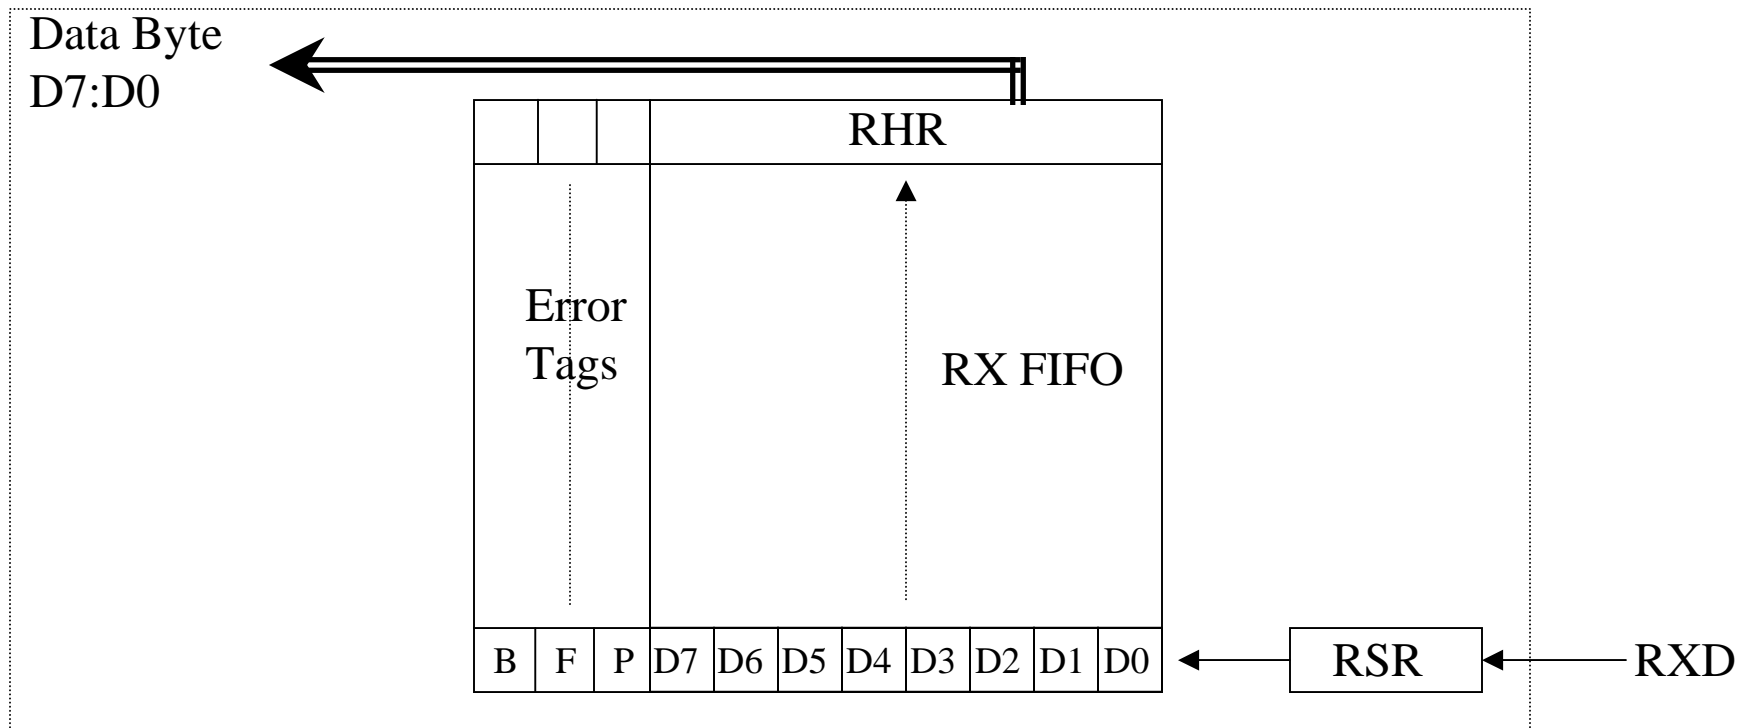 Data Byte
D7:D0
RHR
Error
Tags
RX FIFO
B F P D7 D6 D5 D4 D3 D2 D1 D0
RSR
RXD